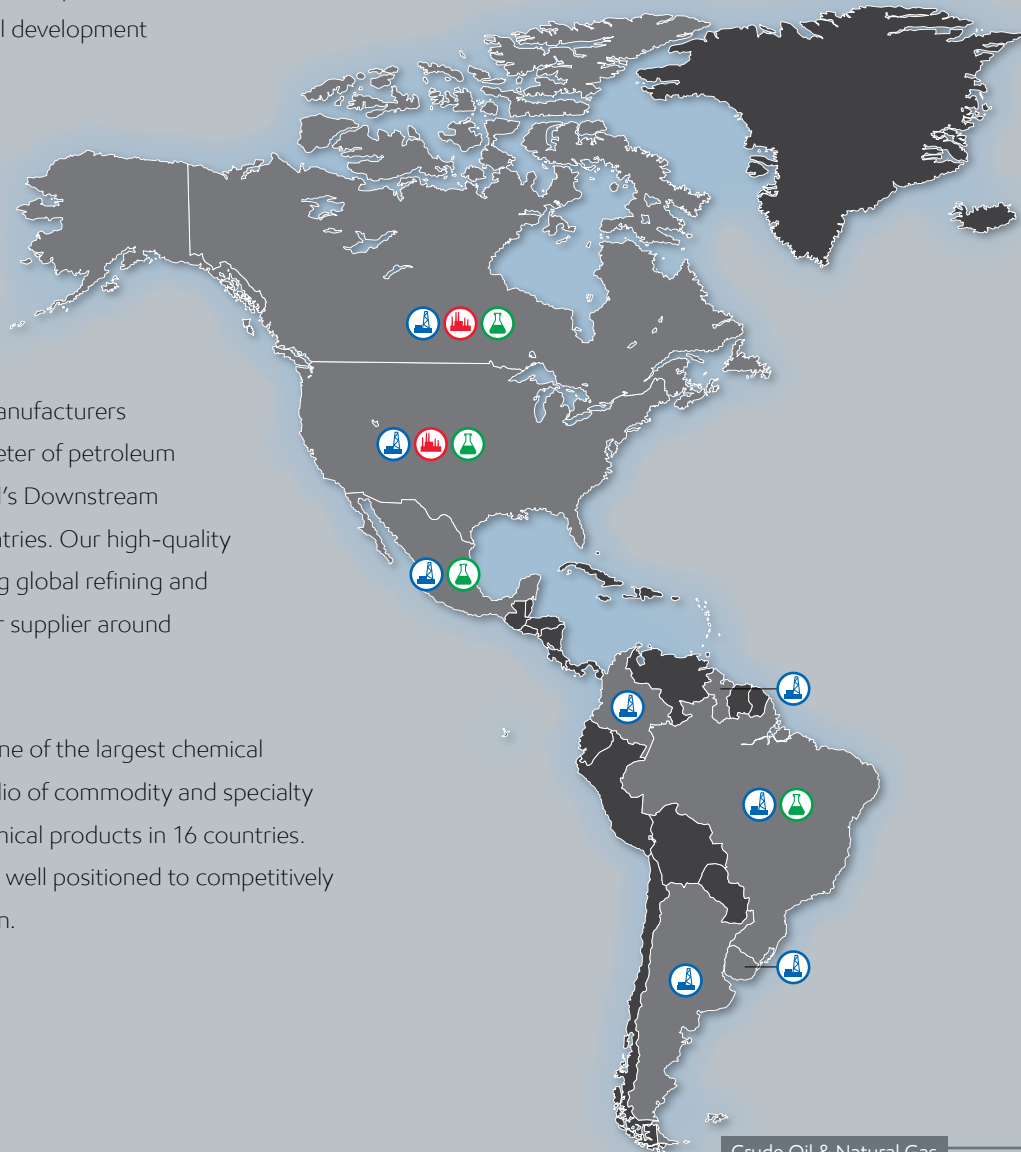 l development
anufacturers
eter of petroleum
l's Downstream
ntries. Our high-quality
g global refining and
r supplier around
ne of the largest chemical
lio of commodity and specialty
mical products in 16 countries.
well positioned to competitively
n.
Crude Oil & Natural Gas